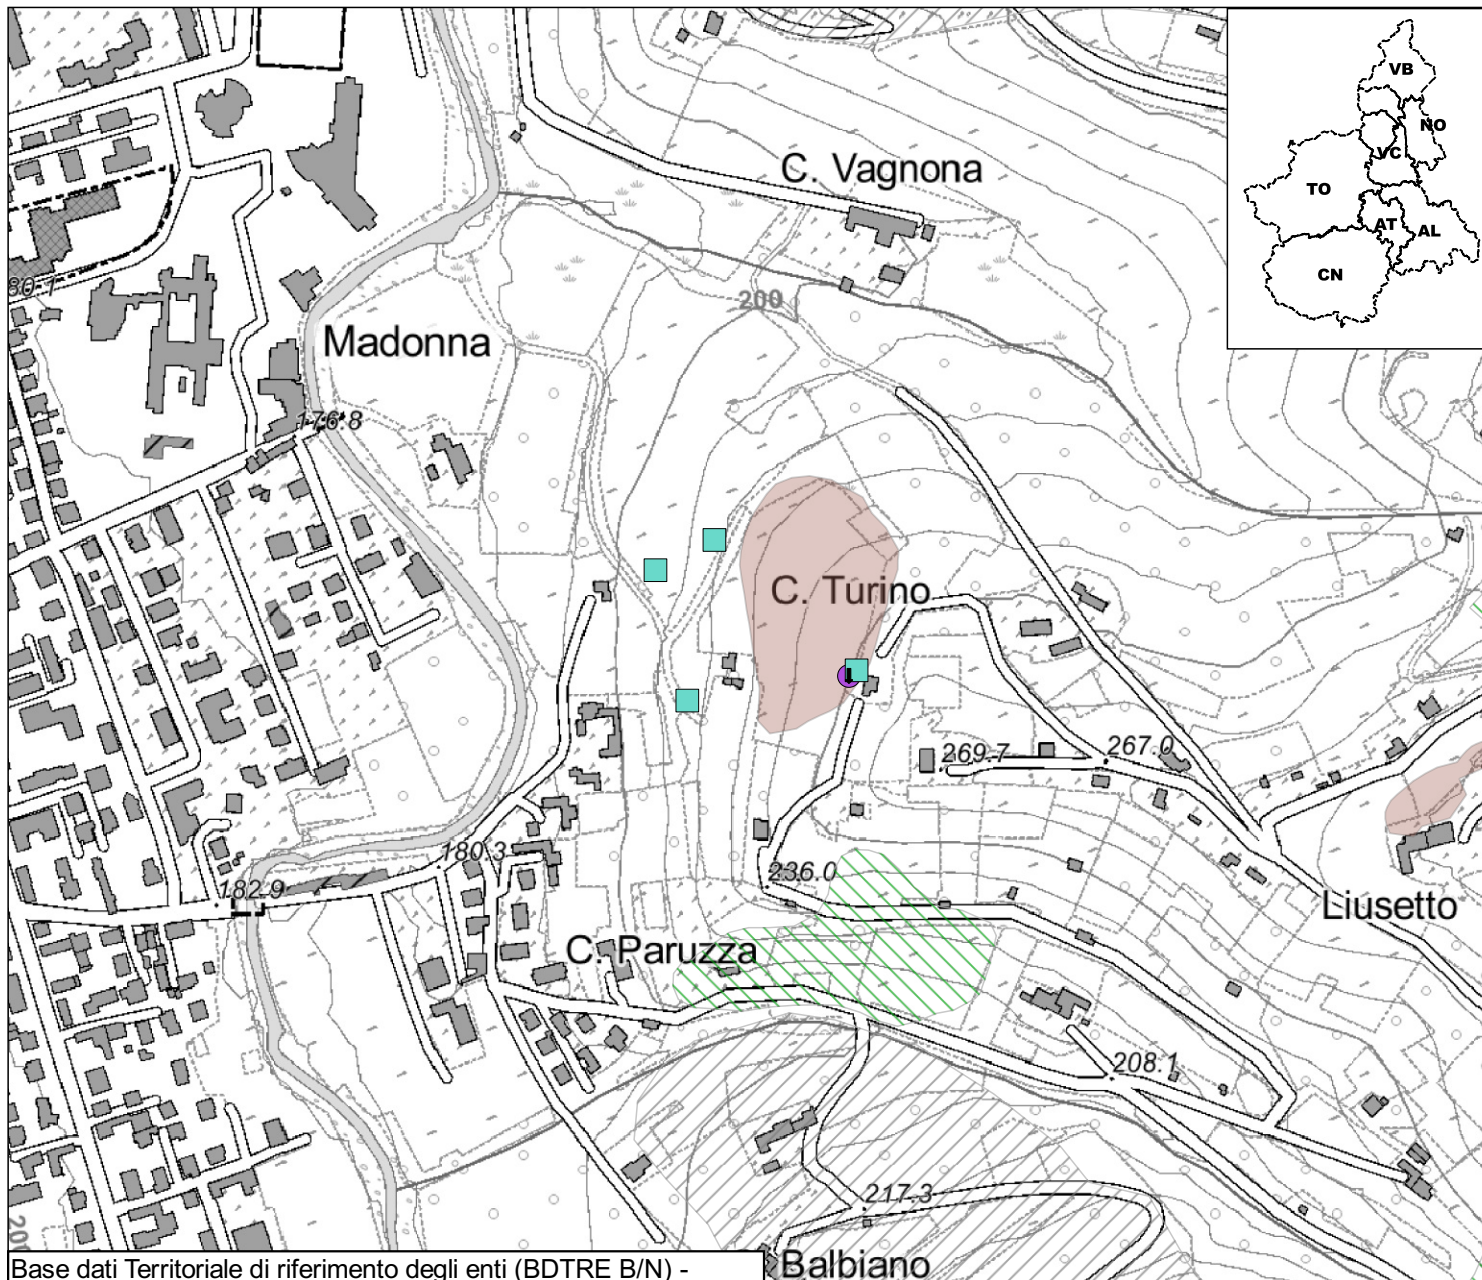 VB
NO
VC
TO
AT
AL
CN
C. Vagnona
200
Madonna
176.8
C. Turino
269.7
267.0
236.0
180.3
182.9
Liusetto
C. Paruzza
208.1
217.3
Balbiano
Base dati Territoriale di riferimento degli enti (BDTRE B/N) -